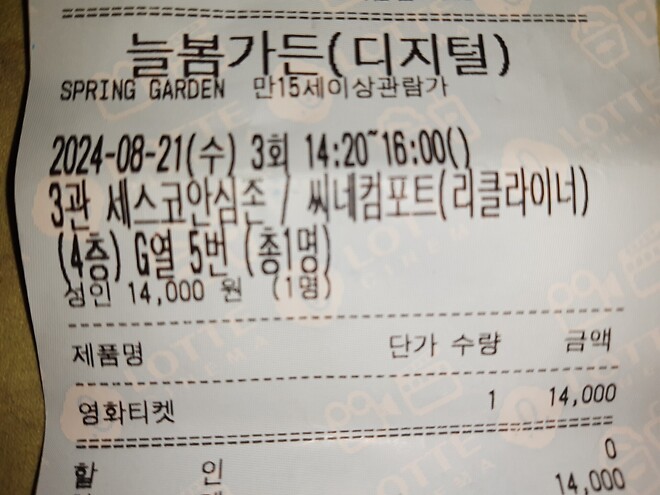 늘봄가든(디지털)
SPRING GARDEN 만15세이상관람가
2024-08-21(수) 3회 14:20~16:00()
3관 세스코안심존 / 씨네컴포트(리클라이너)
(4층) G열 5번 (총1명)
성인 14,000 원 (1명)
제품명 단가 수량 금액
영화티켓 1 14,000
할 인 0
14,000